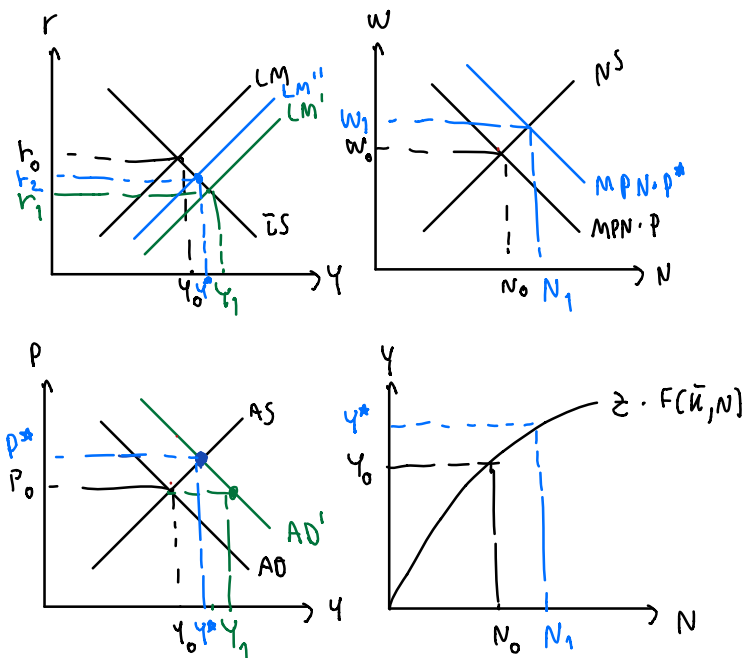 r
LM
LM''
LM'
r₀
r₂
r₁
IS
Y₀ Y* Y₁
Y
W
Nˢ
W₁
W₀
MPN·P*
MPN·P
N₀ N₁
N
P
AS
P*
P₀
AD'
AD
Y₀ Y* Y₁
Y
Y
z · F(K̄,N)
Y*
Y₀
N₀ N₁
N